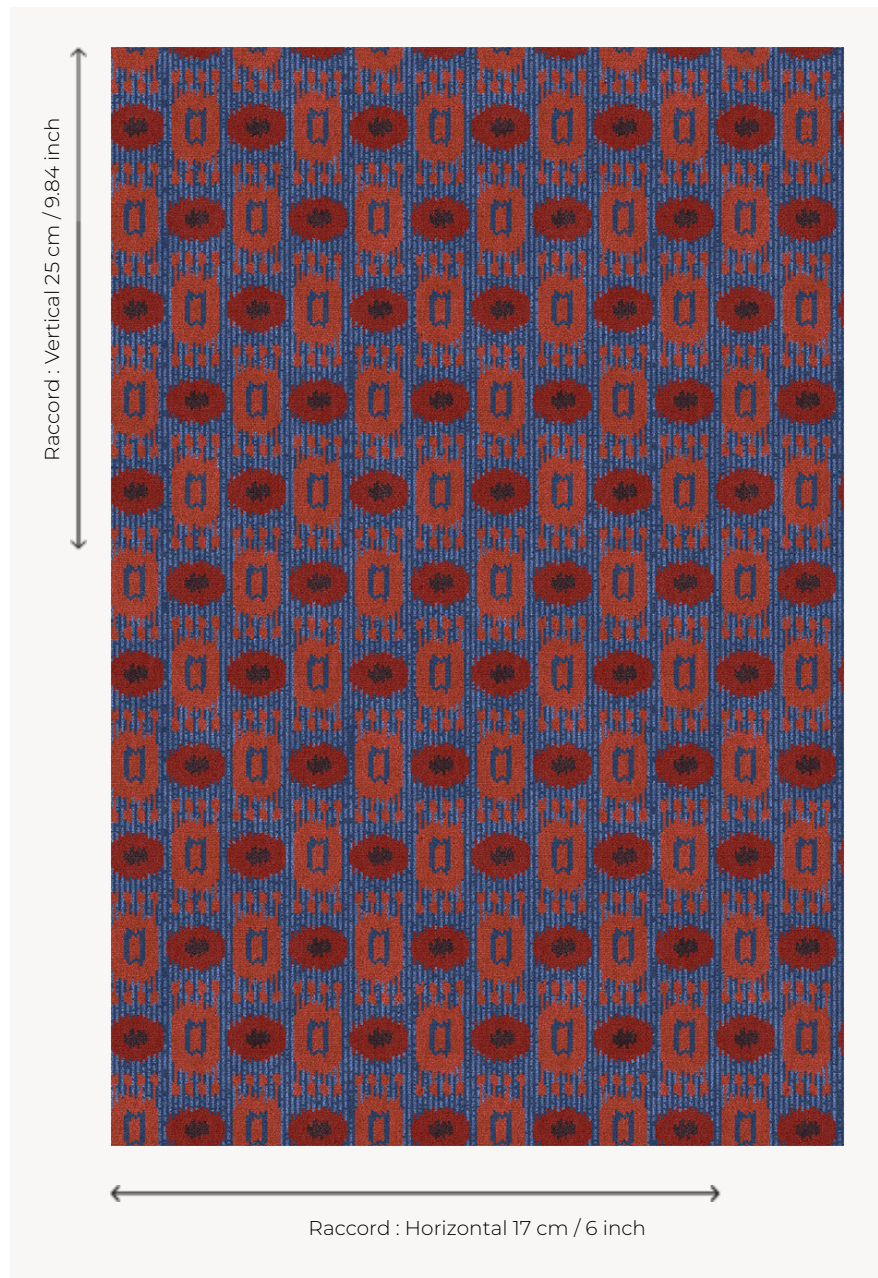 Raccord : Vertical 25 cm / 9.84 inch
Raccord : Horizontal 17 cm / 6 inch